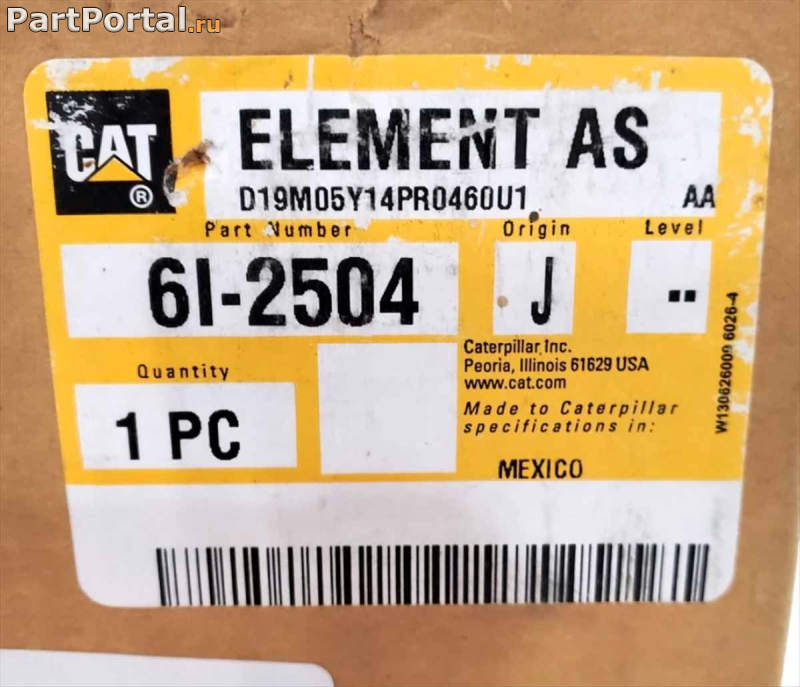 PartPortal.ru
CAT
®
ELEMENT AS
D19M05Y14PR0460U1 AA
Part Number Origin Level
6I-2504 J --
Quantity
1 PC
Caterpillar Inc.
Peoria, Illinois 61629 USA
www.cat.com
Made to Caterpillar
specifications in:
MEXICO
W130626009 6026-4